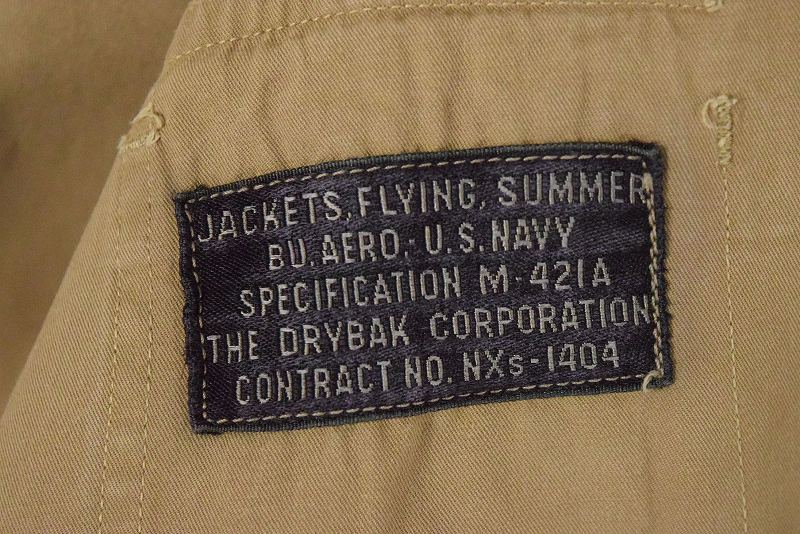 JACKETS, FLYING, SUMMER
BU. AERO; U.S. NAVY
SPECIFICATION M-421A
THE DRYBAK CORPORATION
CONTRACT NO. NXs-1404